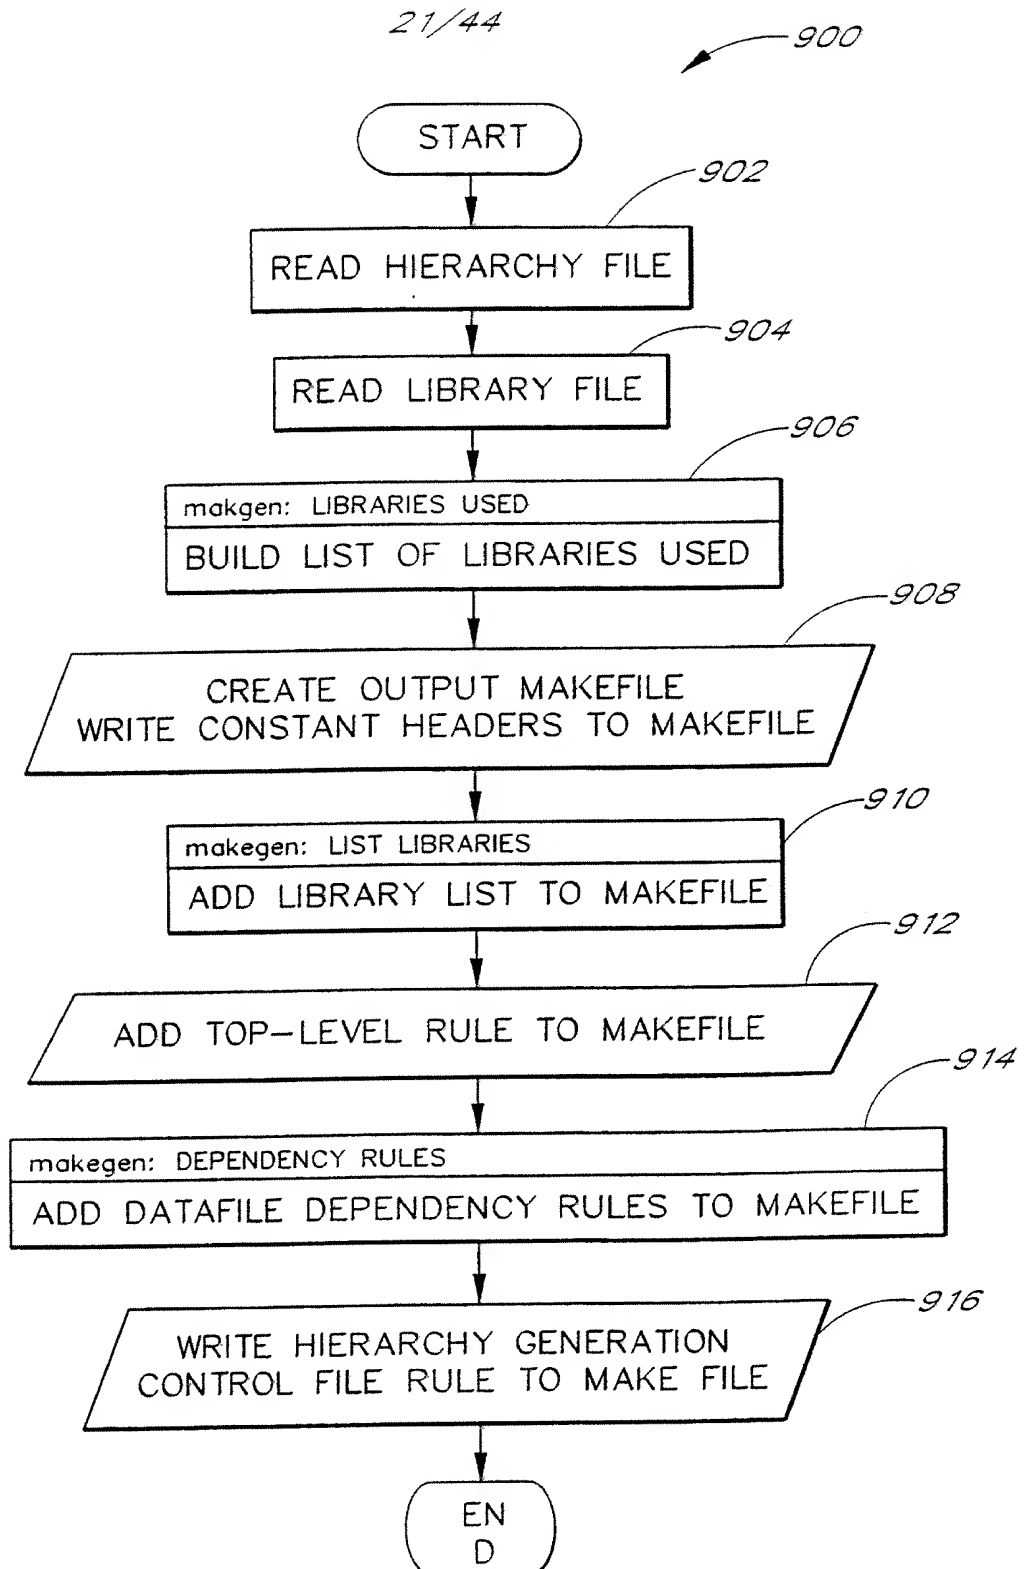 21/44
900
START
902
READ HIERARCHY FILE
904
READ LIBRARY FILE
906
makgen: LIBRARIES USED
BUILD LIST OF LIBRARIES USED
908
CREATE OUTPUT MAKEFILE
WRITE CONSTANT HEADERS TO MAKEFILE
910
makegen: LIST LIBRARIES
ADD LIBRARY LIST TO MAKEFILE
912
ADD TOP-LEVEL RULE TO MAKEFILE
914
makegen: DEPENDENCY RULES
ADD DATAFILE DEPENDENCY RULES TO MAKEFILE
916
WRITE HIERARCHY GENERATION
CONTROL FILE RULE TO MAKE FILE
EN
D